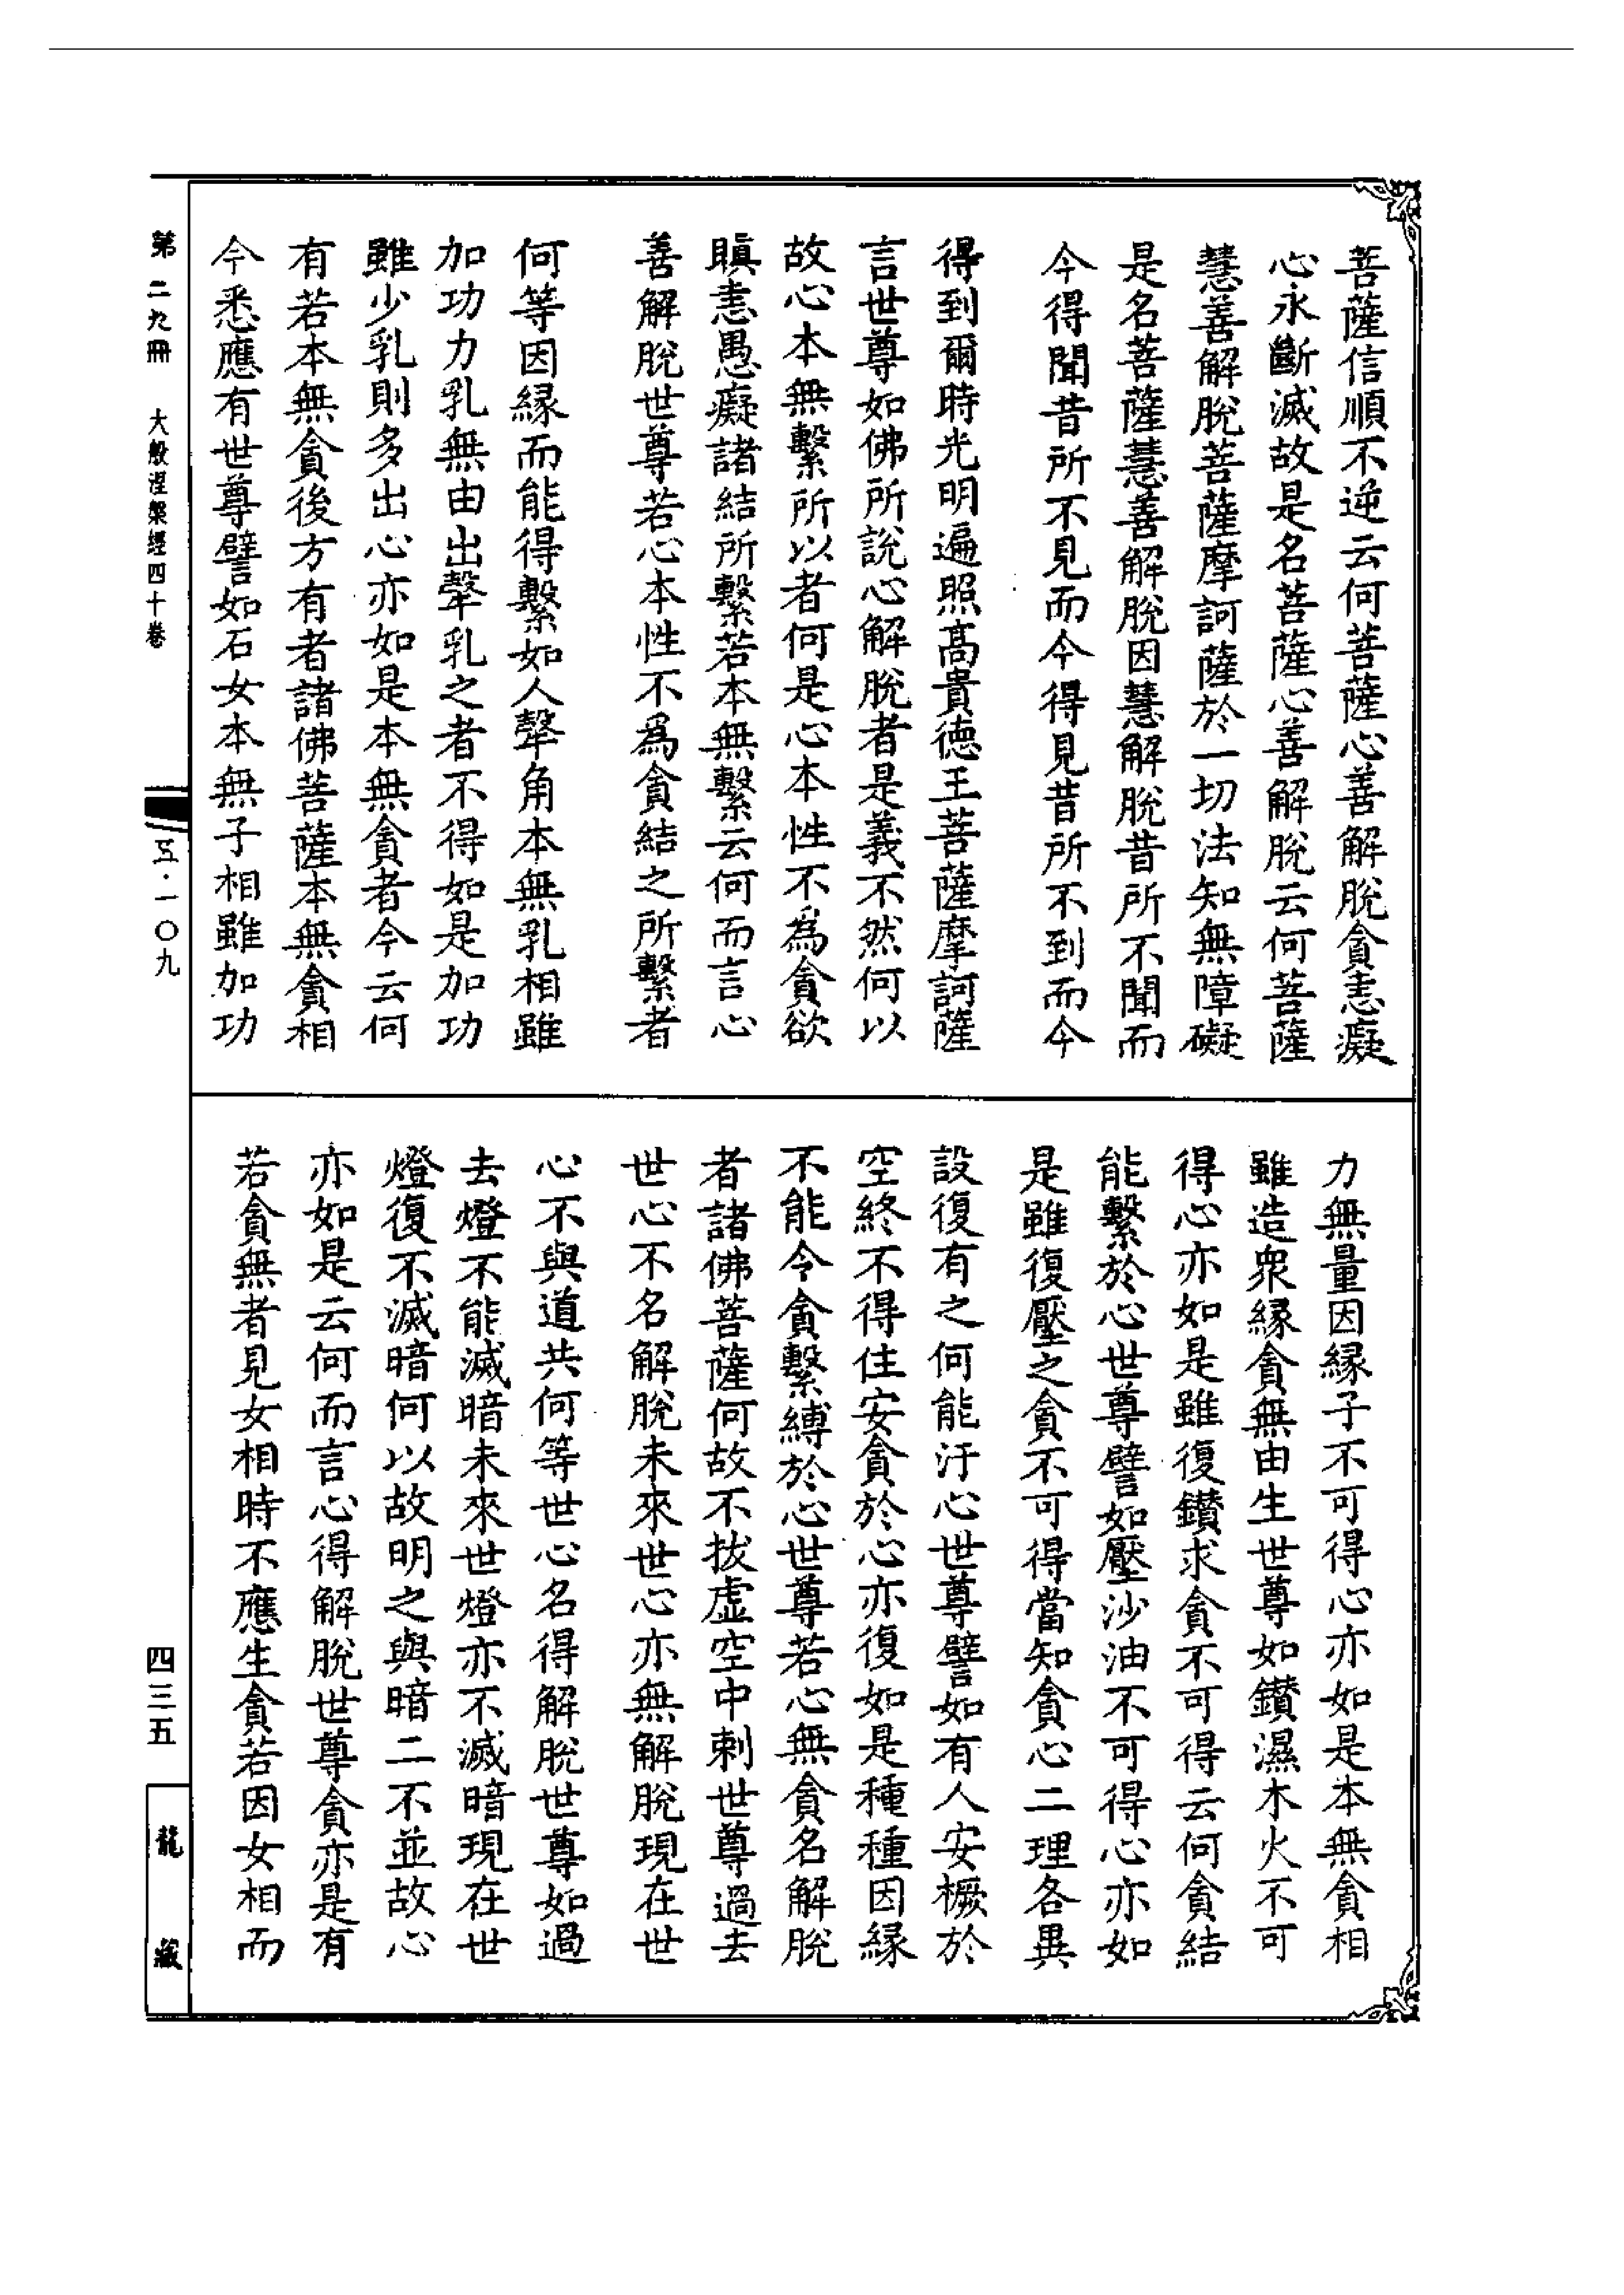 菩薩信順不逆云何菩薩心善解脫貪恚癡
心永斷滅故是名菩薩心善解脫云何菩薩
慧善解脫菩薩摩訶薩於一切法知無障礙
是名菩薩慧善解脫因慧解脫昔所不聞而
今得聞昔所不見而今得見昔所不到而今
得到爾時光明遍照高貴德王菩薩摩訶薩
言世尊如佛所說心解脫者是義不然何以
故心本無繫所以者何是心本性不為貪欲
瞋恚愚癡諸結所繫若本無繫云何而言心
善解脫世尊若心本性不為貪結之所繫者
何等因緣而能得繫如人𤛗角本無乳相雖
加功力乳無由出𤛗乳之者不得如是加功
雖少乳則多出心亦如是本無貪者今云何
有若本無貪後方有者諸佛菩薩本無貪相
今悉應有世尊譬如石女本無子相雖加功
力無量因緣子不可得心亦如是本無貪相
雖造眾緣貪無由生世尊如鑽濕木火不可
得心亦如是雖復鑽求貪不可得云何貪結
能繫於心世尊譬如壓沙油不可得心亦如
是雖復壓之貪不可得當知貪心二理各異
設復有之何能汙心世尊譬如有人安橛於
空終不得住安貪於心亦復如是種種因緣
不能令貪繫縛於心世尊若心無貪名解脫
者諸佛菩薩何故不拔虛空中刺世尊過去
世心不名解脫未來世心亦無解脫現在世
心不與道共何等世心名得解脫世尊如過
去燈不能滅暗未來世燈亦不滅暗現在世
燈復不滅暗何以故明之與暗二不並故心
亦如是云何而言心得解脫世尊貪亦是有
若貪無者見女相時不應生貪若因女相而
第二九冊 大般涅槃經四十卷
五·一〇九
四三五
龍藏